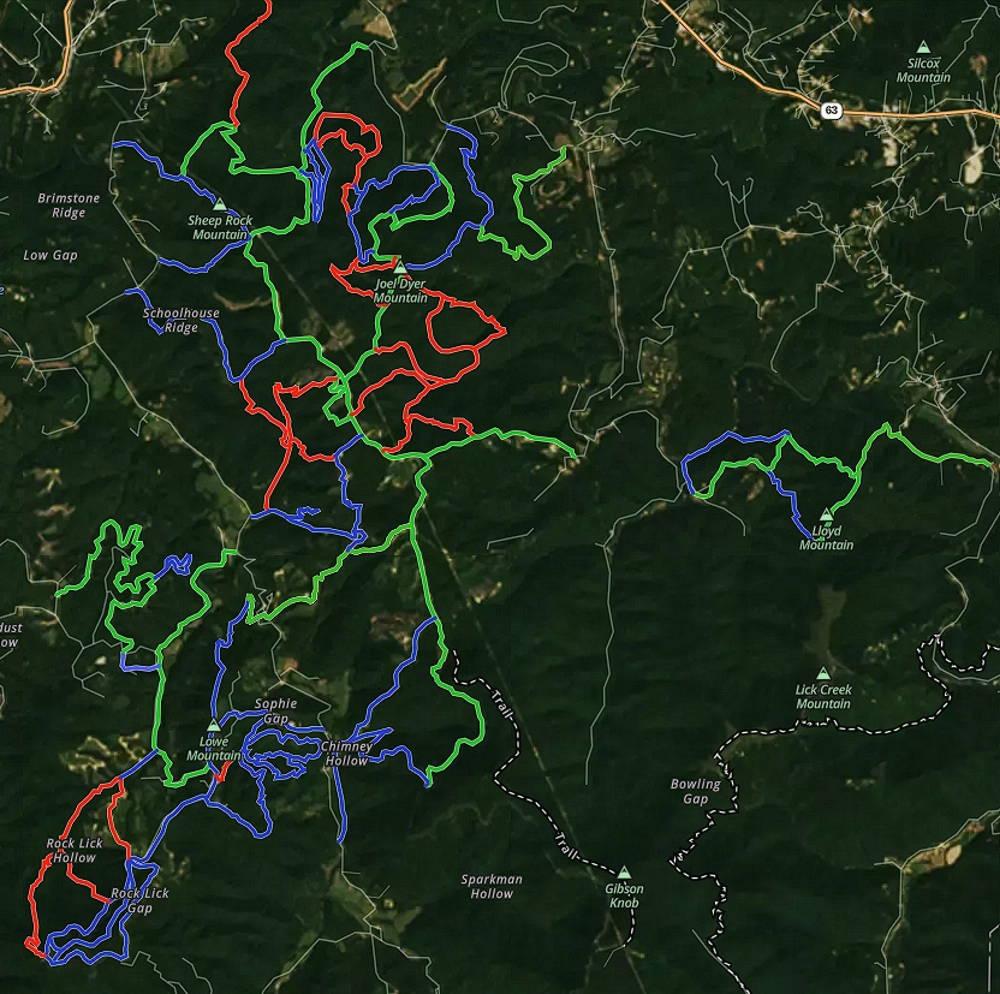 63
Silcox
Mountain
Brimstone
Ridge
Sheep Rock
Mountain
Low Gap
Joel Dyer
Mountain
e
Schoolhouse
Ridge
Lloyd
Mountain
dust
ow
Lick Creek
Mountain
Sophie
Gap
Trail
Lowe
Mountain
Chimney
Hollow
Bowling
Gap
Rock Lick
Hollow
Trail
Rock Lick
Gap
Sparkman
Hollow
Gibson
Knob